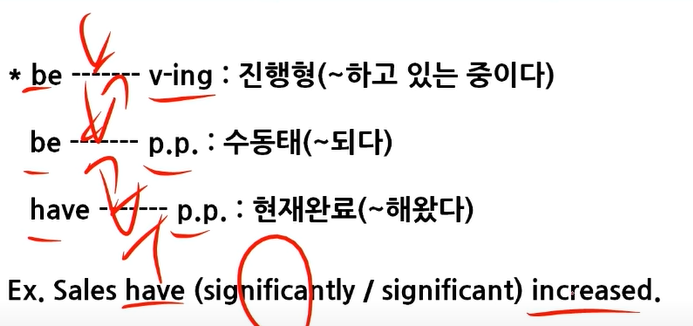 * be ------- v-ing : 진행형(~하고 있는 중이다)
be ------- p.p. : 수동태(~되다)
have ------- p.p. : 현재완료(~해왔다)
Ex. Sales have (significantly / significant) increased.